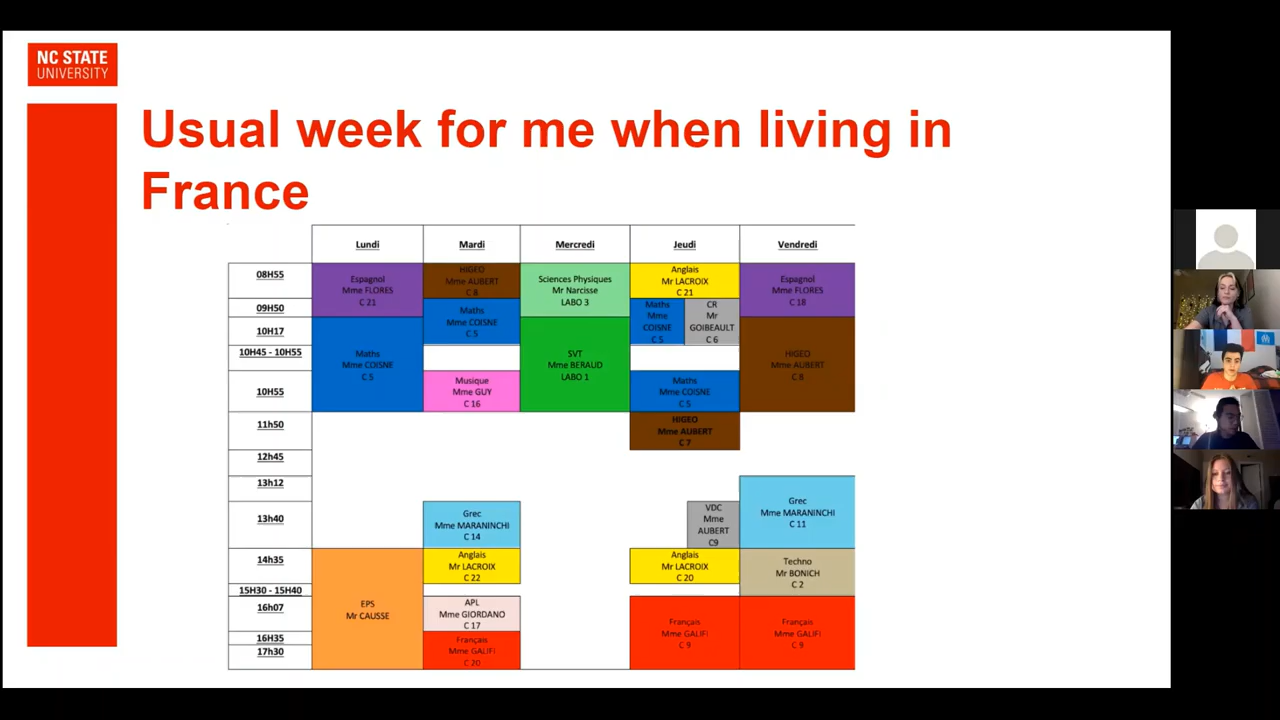 NC STATE
UNIVERSITY
Usual week for me when living in
France
Lundi
Mardi
Mercredi
Jeudi
Vendredi
08H55
09H50
10H17
10H45 - 10H55
10H55
11h50
12h45
13h12
13h40
14h35
15H30 - 15H40
16h07
16H35
17h30
Espagnol
Mme FLORES
C 21
Maths
Mme COISNE
C 5
EPS
Mr CAUSSE
HIGEO
Mme AUBERT
C 8
Maths
Mme COISNE
C 5
Musique
Mme GUY
C 16
Grec
Mme MARANINCHI
C 14
Anglais
Mr LACROIX
C 22
APL
Mme GIORDANO
C 17
Français
Mme GALIFI
C 20
Sciences Physiques
Mr Narcisse
LABO 3
SVT
Mme BERAUD
LABO 1
Anglais
Mr LACROIX
C 21
Maths
Mme
COISNE
C 5
CR
Mr
GOIBEAULT
C 6
Maths
Mme COISNE
C 5
HIGEO
Mme AUBERT
C 7
VDC
Mme
AUBERT
C9
Anglais
Mr LACROIX
C 20
Français
Mme GALIFI
C 9
Espagnol
Mme FLORES
C 18
HIGEO
Mme AUBERT
C 8
Grec
Mme MARANINCHI
C 11
Techno
Mr BONICH
C 2
Français
Mme GALIFI
C 9